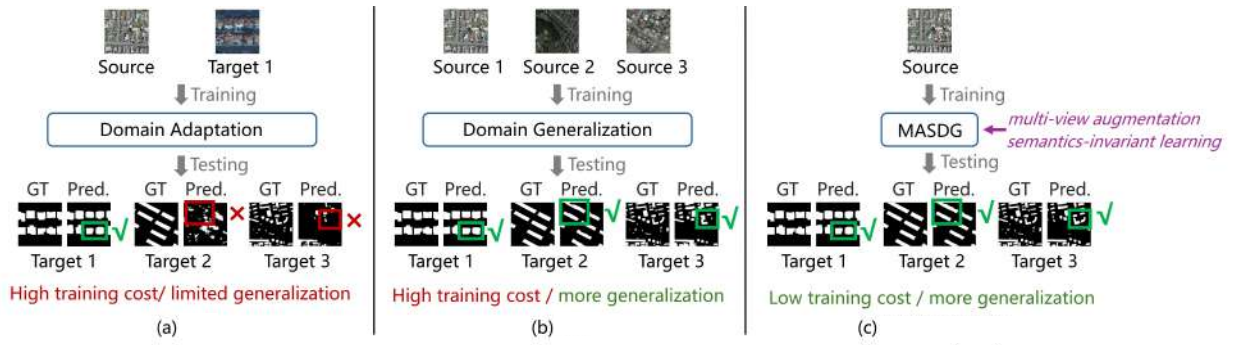 Source Target 1
Training
Domain Adaptation
Testing
GT Pred. GT Pred. GT Pred.
√ × ×
Target 1 Target 2 Target 3
High training cost/ limited generalization
(a)
Source 1 Source 2 Source 3
Training
Domain Generalization
Testing
GT Pred. GT Pred. GT Pred.
√ √ √
Target 1 Target 2 Target 3
High training cost / more generalization
(b)
Source
Training
MASDG
multi-view augmentation
semantics-invariant learning
Testing
GT Pred. GT Pred. GT Pred.
√ √ √
Target 1 Target 2 Target 3
Low training cost / more generalization
(c)